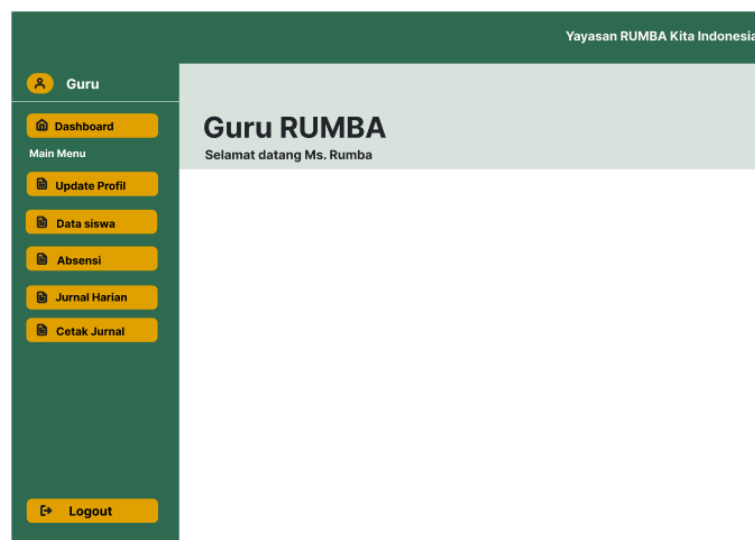 Yayasan RUMBA Kita Indonesia
Guru
Dashboard
Main Menu
Update Profil
Data siswa
Absensi
Jurnal Harian
Cetak Jurnal
Logout
Guru RUMBA
Selamat datang Ms. Rumba